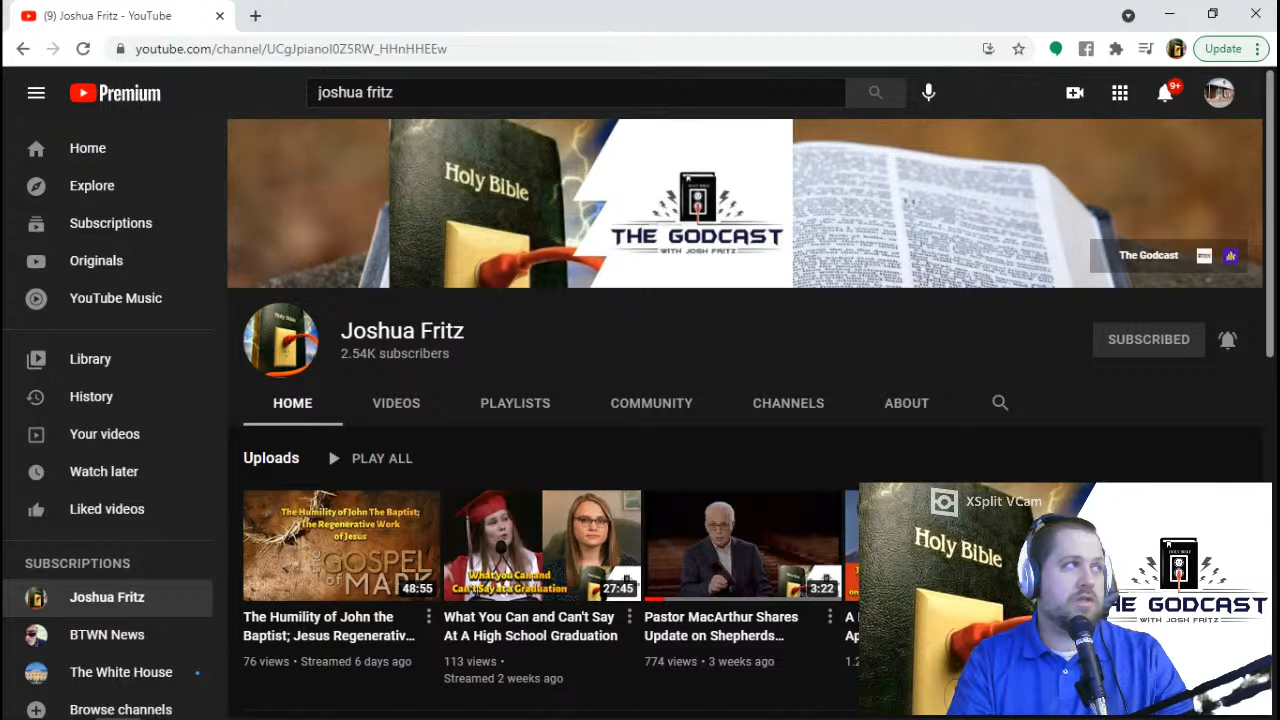 (9) Joshua Fritz - YouTube
youtube.com/channel/UCgJpianoI0Z5RW_HHnHHEEw
Update
Premium
joshua fritz
9+
Home
Explore
Subscriptions
Originals
YouTube Music
Library
History
Your videos
Watch later
Liked videos
SUBSCRIPTIONS
Joshua Fritz
BTWN News
The White House
Browse channels
Holy Bible
HOLY BIBLE
THE GODCAST
WITH JOSH FRITZ
The Godcast
Joshua Fritz
2.54K subscribers
SUBSCRIBED
HOME
VIDEOS
PLAYLISTS
COMMUNITY
CHANNELS
ABOUT
Uploads
PLAY ALL
The Humility of John The Baptist;
The Regenerative Work
of Jesus
GOSPEL
48:55
The Humility of John the
Baptist; Jesus Regenerativ...
76 views • Streamed 6 days ago
What you Can and
Can't Say at a Graduation
27:45
What You Can and Can't Say
At A High School Graduation
113 views •
Streamed 2 weeks ago
3:22
Pastor MacArthur Shares
Update on Shepherds...
774 views • 3 weeks ago
A
Ap
1.2
XSplit VCam
Holy Bible
HE GODCAST
WITH JOSH FRITZ